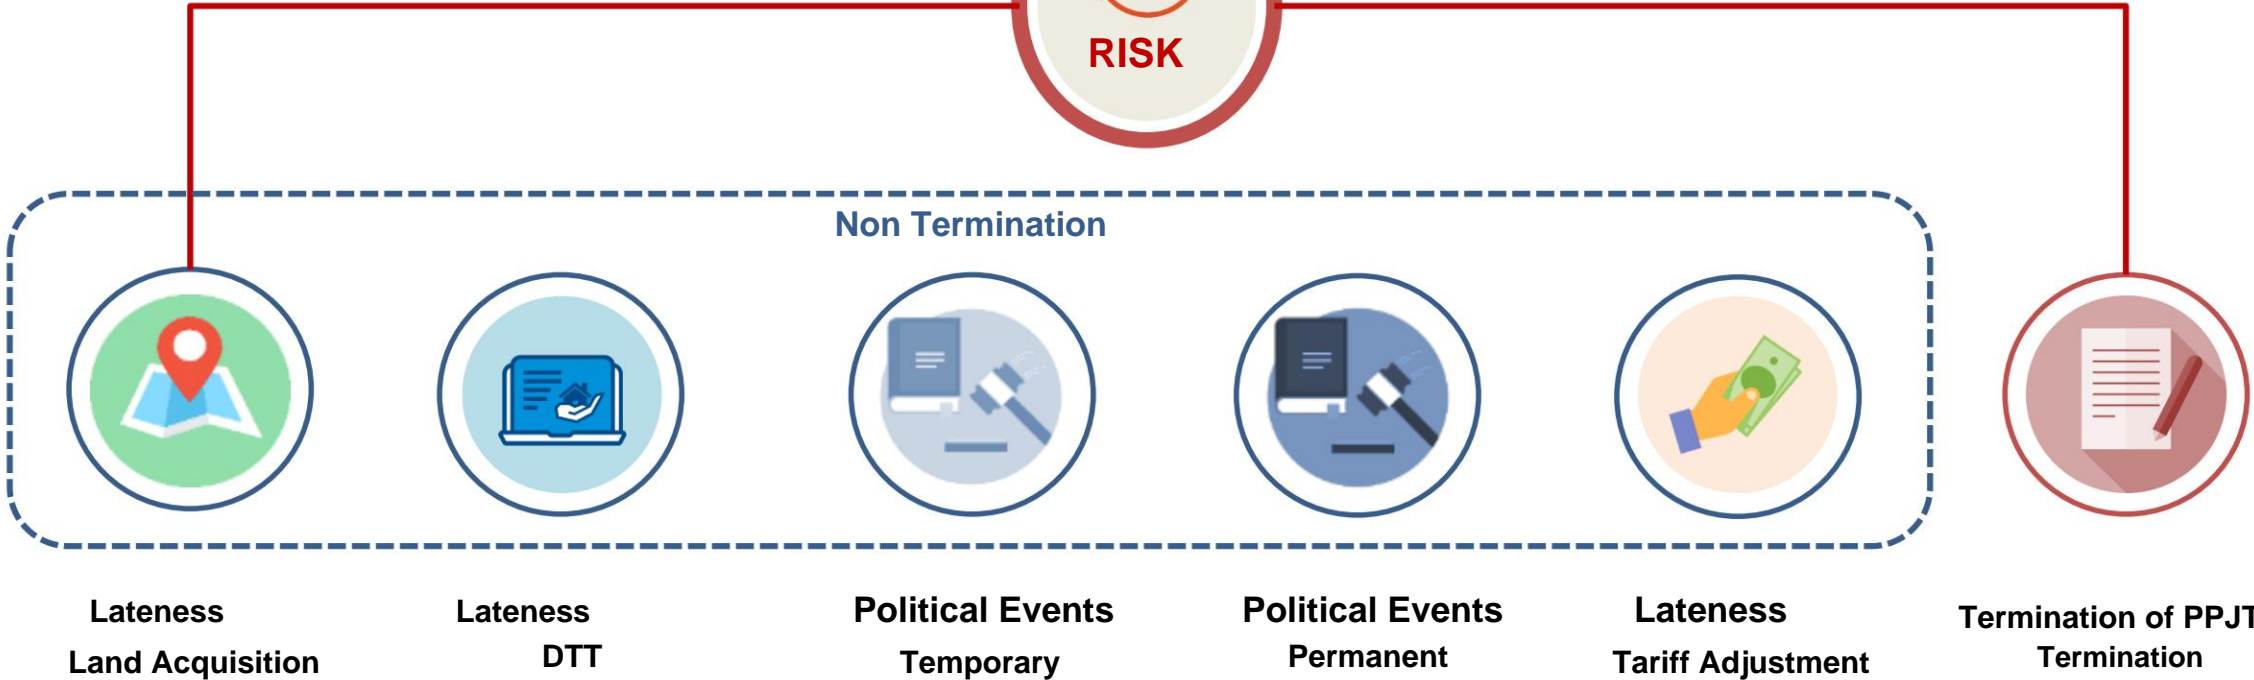 RISK
Non Termination
Lateness
Land Acquisition
Lateness
DTT
Political Events
Temporary
Political Events
Permanent
Lateness
Tariff Adjustment
Termination of PPJT
Termination